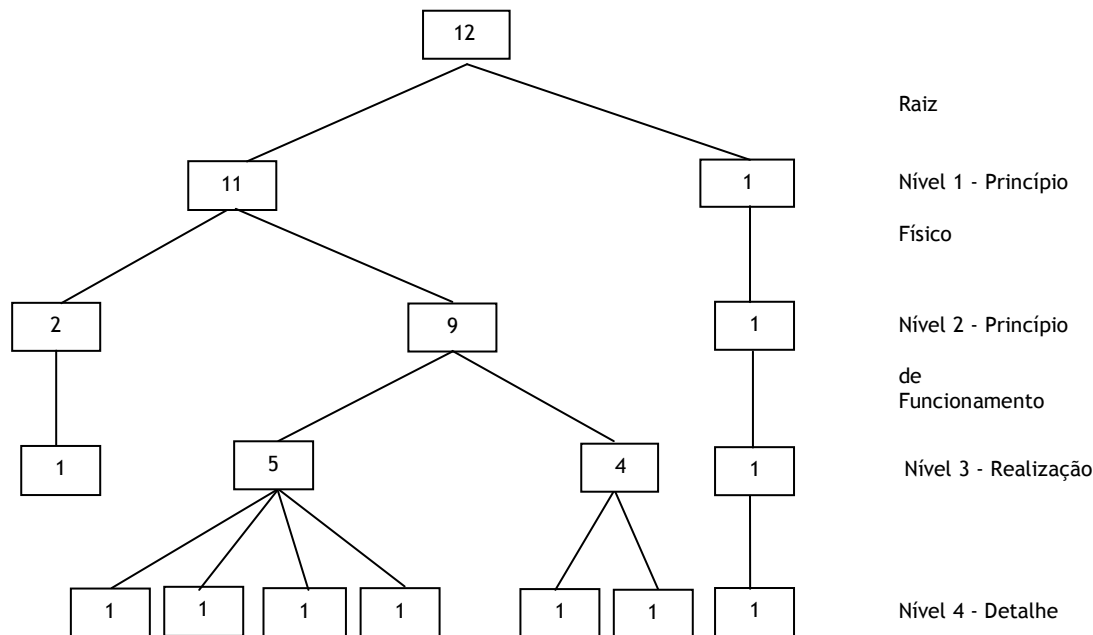 12
Raiz
11
1
Nível 1 - Princípio
Físico
2
9
1
Nível 2 - Princípio
de
Funcionamento
1
5
4
1
Nível 3 - Realização
1
1
1
1
1
1
1
Nível 4 - Detalhe